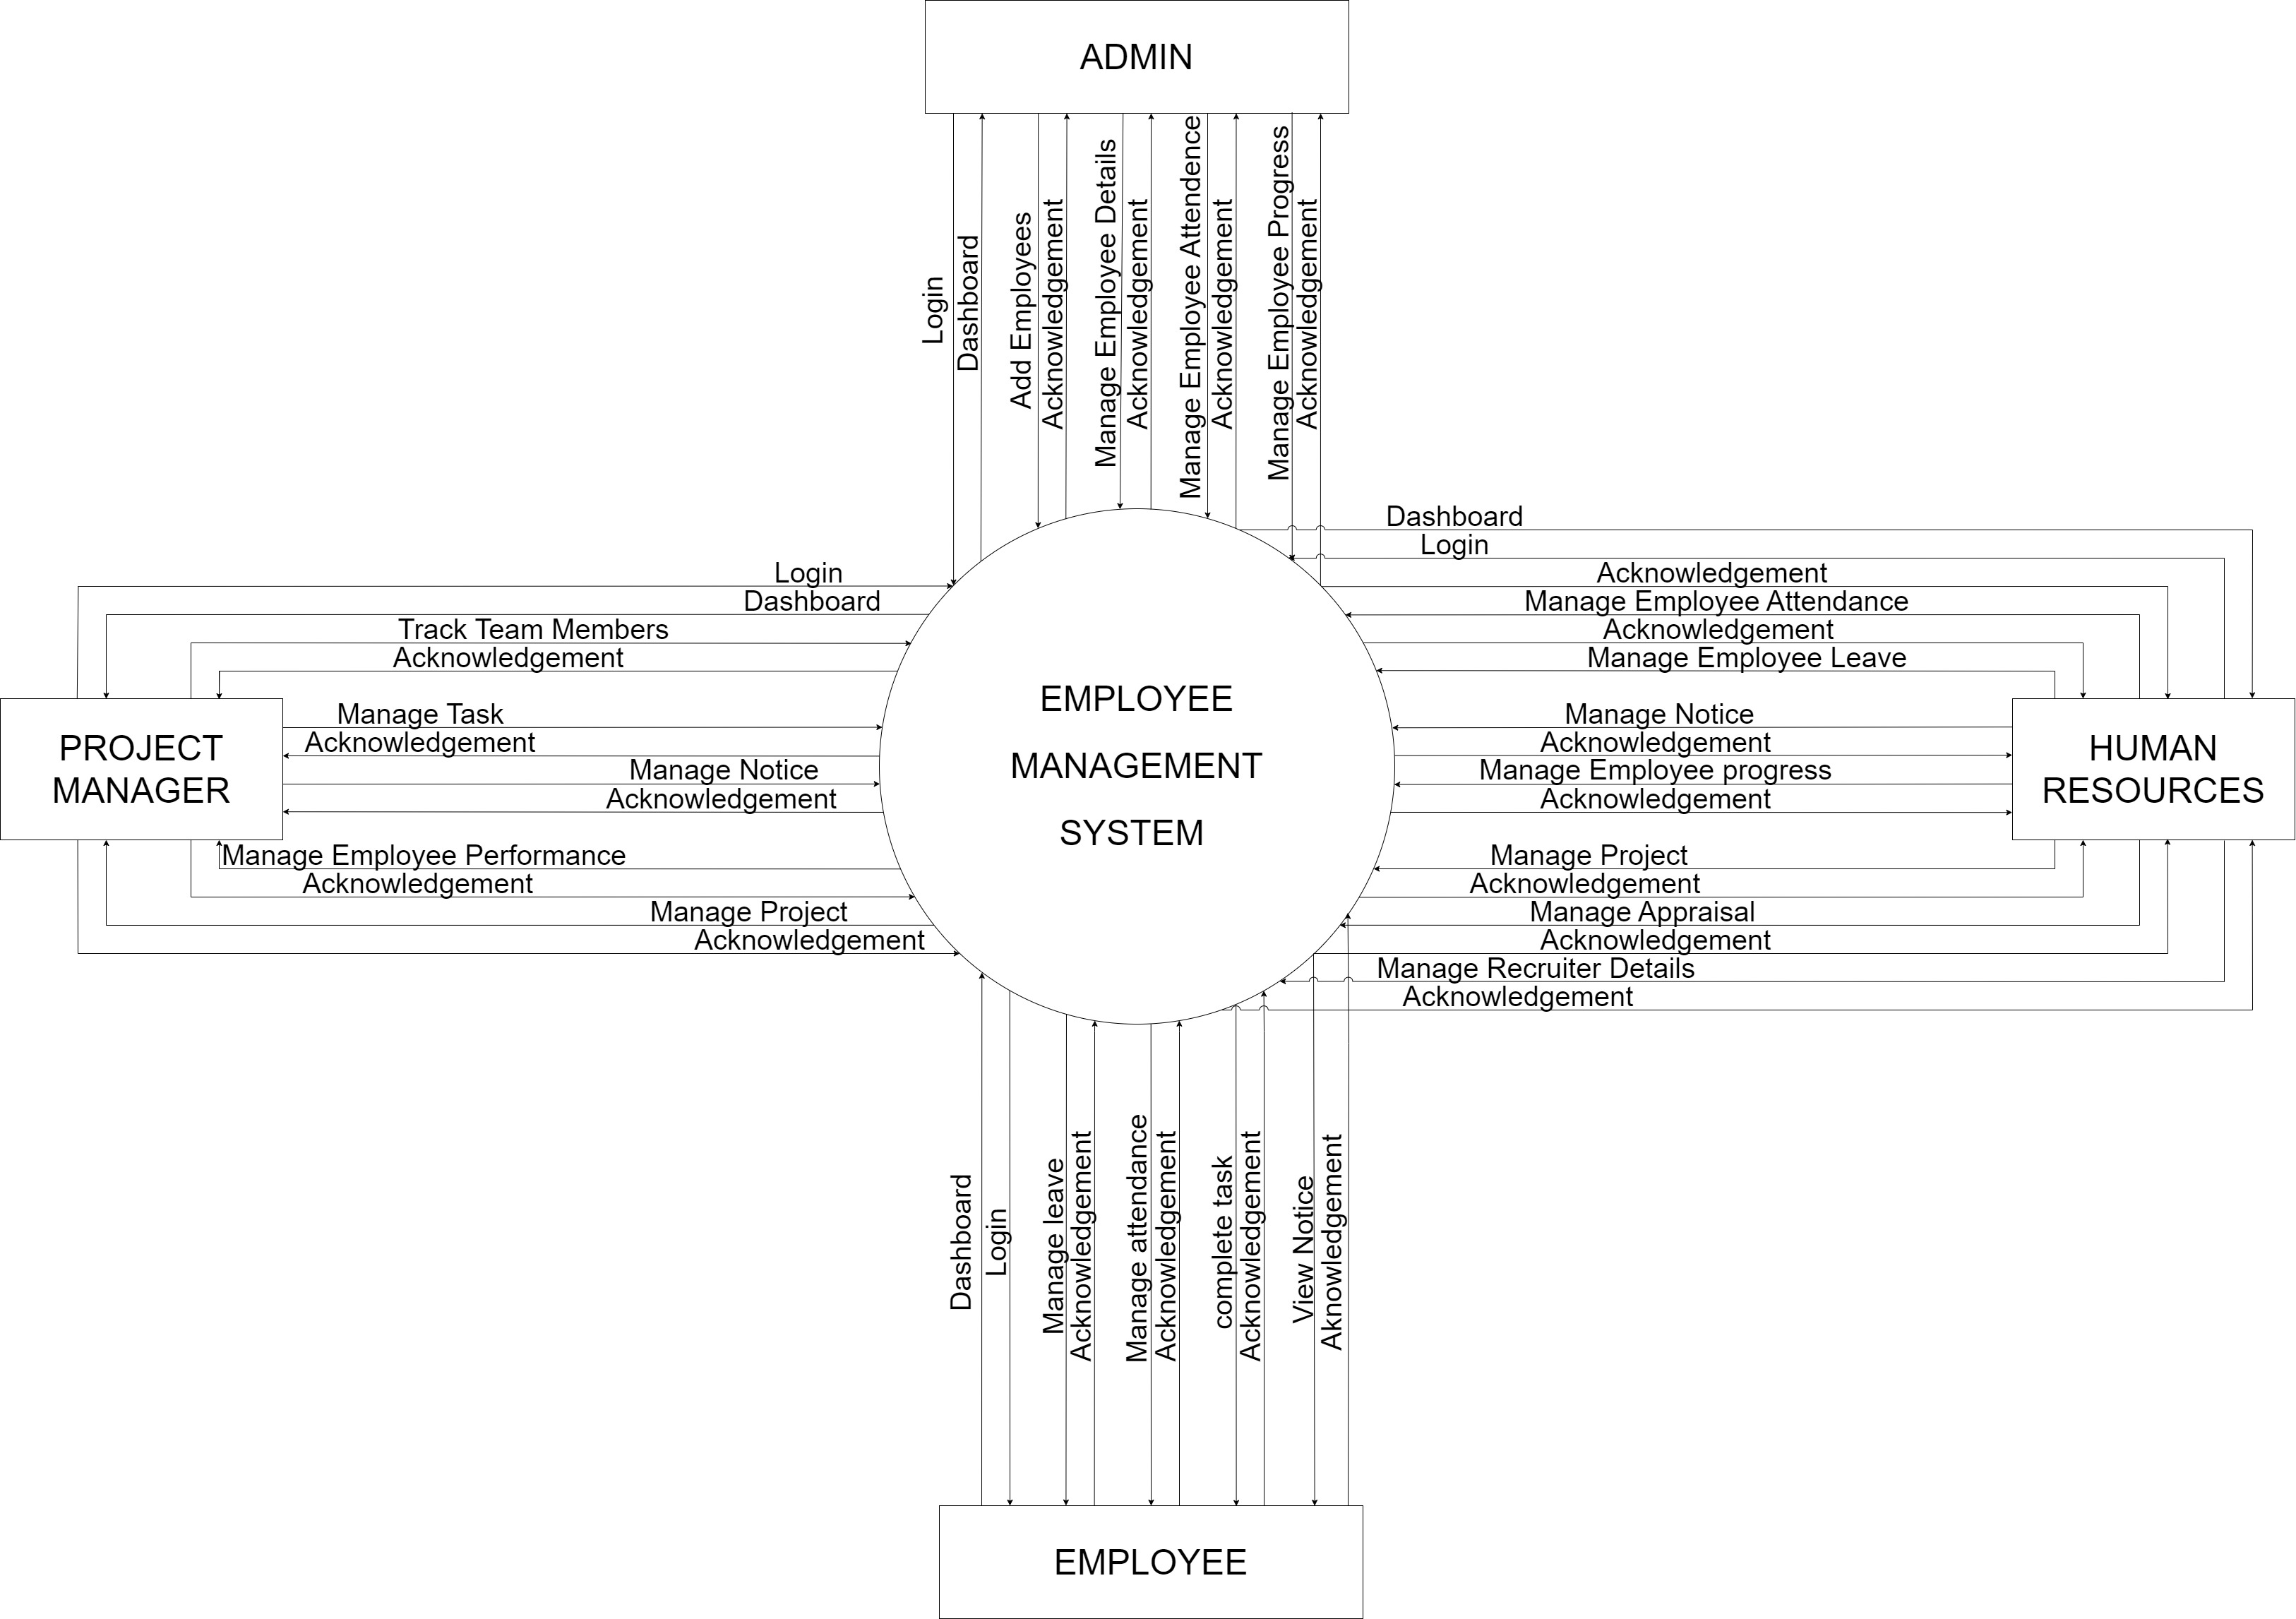 ADMIN
Login
Dashboard
Add Employees
Acknowledgement
Manage Employee Details
Acknowledgement
Manage Employee Attendence
Acknowledgement
Manage Employee Progress
Acknowledgement
Login
Dashboard
Track Team Members
Acknowledgement
Manage Task
Acknowledgement
Manage Notice
Acknowledgement
Manage Employee Performance
Acknowledgement
Manage Project
Acknowledgement
PROJECT
MANAGER
EMPLOYEE
MANAGEMENT
SYSTEM
Dashboard
Login
Acknowledgement
Manage Employee Attendance
Acknowledgement
Manage Employee Leave
Manage Notice
Acknowledgement
Manage Employee progress
Acknowledgement
Manage Project
Acknowledgement
Manage Appraisal
Acknowledgement
Manage Recruiter Details
Acknowledgement
HUMAN
RESOURCES
Dashboard
Login
Manage leave
Acknowledgement
Manage attendance
Acknowledgement
complete task
Acknowledgement
View Notice
Aknowledgement
EMPLOYEE